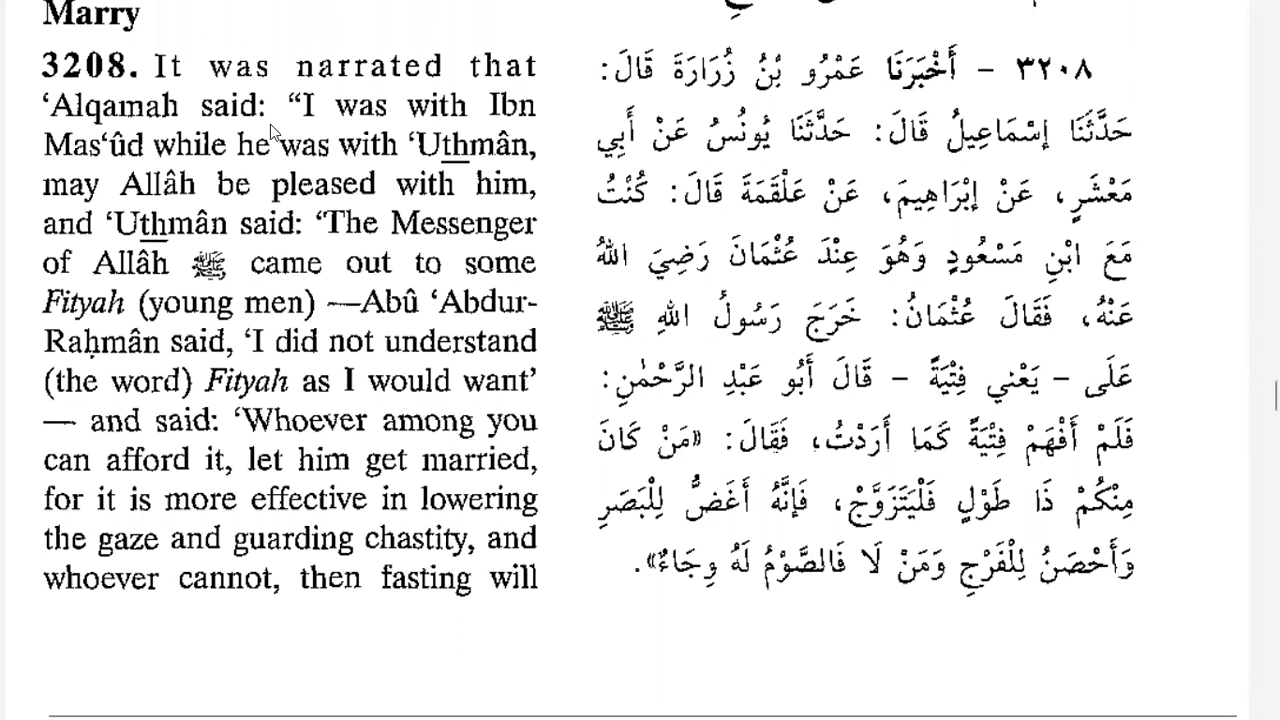 Marry
3208. It was narrated that
‘Alqamah said: “I was with Ibn
Mas‘ûd while he was with ‘Uthmân,
may Allâh be pleased with him,
and ‘Uthmân said: ‘The Messenger
of Allâh ﷺ came out to some
Fityah (young men) —Abû ‘Abdur-
Raḥmân said, ‘I did not understand
(the word) Fityah as I would want’
— and said: ‘Whoever among you
can afford it, let him get married,
for it is more effective in lowering
the gaze and guarding chastity, and
whoever cannot, then fasting will
٣٢٠٨ – أَخْبَرَنَا عَمْرُو بْنُ زُرَارَةَ قَالَ:
حَدَّثَنَا إِسْمَاعِيلُ قَالَ: حَدَّثَنَا يُونُسُ عَنْ أَبِي
مَعْشَرٍ، عَنْ إِبْرَاهِيمَ، عَنْ عَلْقَمَةَ قَالَ: كُنْتُ
مَعَ ابْنِ مَسْعُودٍ وَهُوَ عِنْدَ عُثْمَانَ رَضِيَ اللهُ
عَنْهُ، فَقَالَ عُثْمَانُ: خَرَجَ رَسُولُ اللهِ ﷺ
عَلَى – يَعْنِي فِتْيَةً – قَالَ أَبُو عَبْدِ الرَّحْمٰنِ:
فَلَمْ أَفْهَمْ فِتْيَةً كَمَا أَرَدْتُ، فَقَالَ: «مَنْ كَانَ
مِنْكُمْ ذَا طَوْلٍ فَلْيَتَزَوَّجْ، فَإِنَّهُ أَغَضُّ لِلْبَصَرِ
وَأَحْصَنُ لِلْفَرْجِ وَمَنْ لَا فَالصَّوْمُ لَهُ وِجَاءٌ».